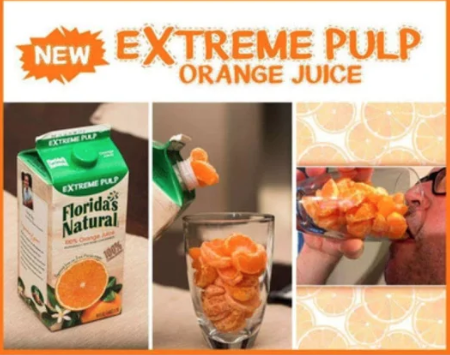 NEW
EXTREME PULP
ORANGE JUICE
EXTREME PULP
EXTREME PULP
Florida's
Natural
100% Orange Juice